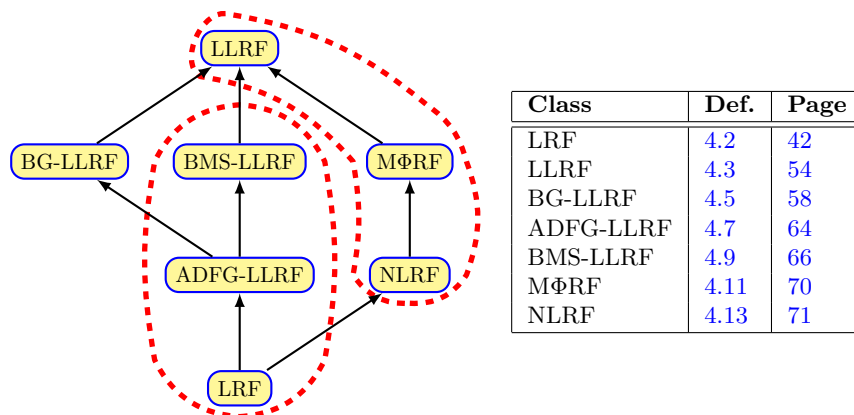 LLRF
BG-LLRF BMS-LLRF MΦRF
ADFG-LLRF NLRF
LRF
Class Def. Page
LRF 4.2 42
LLRF 4.3 54
BG-LLRF 4.5 58
ADFG-LLRF 4.7 64
BMS-LLRF 4.9 66
MΦRF 4.11 70
NLRF 4.13 71